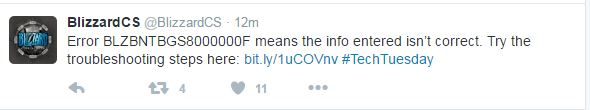 BlizzardCS @BlizzardCS · 12m
Error BLZBNTBGS8000000F means the info entered isn't correct. Try the
troubleshooting steps here: bit.ly/1uCOVnv #TechTuesday
4 11